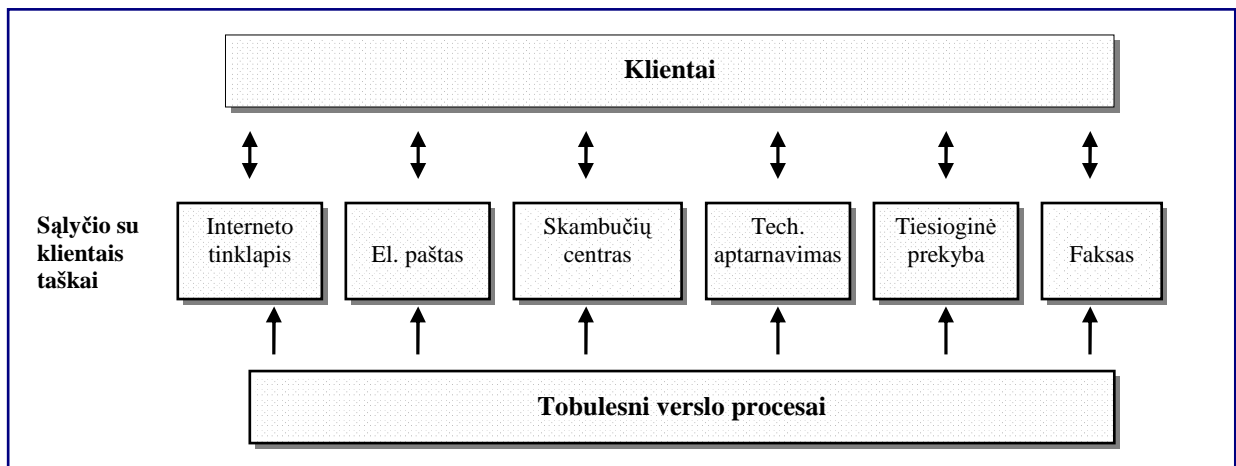 Klientai
Sąlyčio su
klientais
taškai
Interneto
tinklapis
El. paštas
Skambučių
centras
Tech.
aptarnavimas
Tiesioginė
prekyba
Faksas
Tobulesni verslo procesai